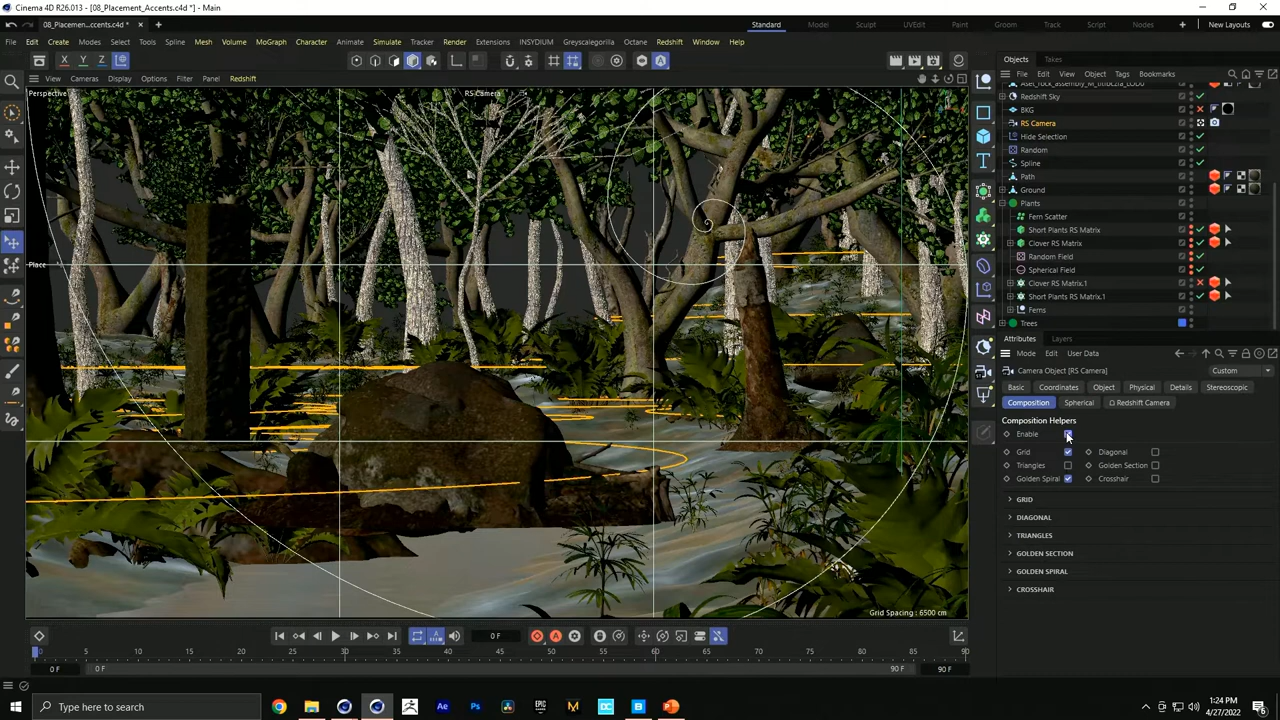 Cinema 4D R26.013 - [08_Placement_Accents.c4d *] - Main
08_Placemen...ccents.c4d *
Standard Model Sculpt UVEdit Paint Groom Track Script Nodes New Layouts
File Edit Create Modes Select Tools Spline Mesh Volume MoGraph Character Animate Simulate Tracker Render Extensions INSYDIUM Greyscalegorilla Octane Redshift Window Help
X Y Z
Objects Takes
View Cameras Display Options Filter Panel Redshift
File Edit View Object Tags Bookmarks
Perspective
RS Camera
Redshift Sky
BKG
RS Camera
Hide Selection
Random
Spline
Path
Ground
Plants
Fern Scatter
Short Plants RS Matrix
Clover RS Matrix
Random Field
Spherical Field
Clover RS Matrix.1
Short Plants RS Matrix.1
Ferns
Trees
Place
Attributes Layers
Mode Edit User Data
Camera Object [RS Camera]
Custom
Basic Coordinates Object Physical Details Stereoscopic
Composition Spherical Redshift Camera
Composition Helpers
Enable
Grid Diagonal
Triangles Golden Section
Golden Spiral Crosshair
GRID
DIAGONAL
TRIANGLES
GOLDEN SECTION
GOLDEN SPIRAL
CROSSHAIR
Grid Spacing : 6500 cm
0 F
0 5 10 15 20 25 30 35 40 45 50 55 60 65 70 75 80 85 90
0 F 0 F 90 F 90 F
Type here to search
1:24 PM
4/27/2022